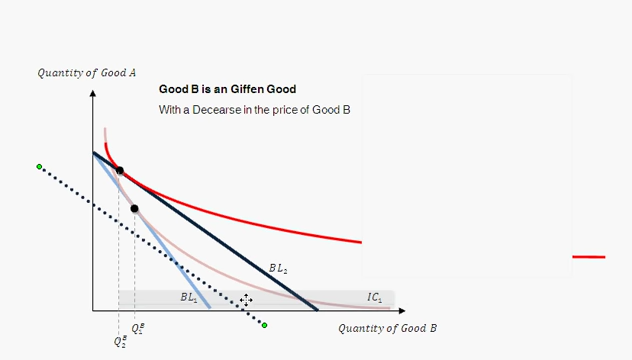 Quantity of Good A
Good B is an Giffen Good
With a Decearse in the price of Good B
BL₂
BL₁
IC₁
Quantity of Good B
Q₁ᴮ
Q₂ᴮ